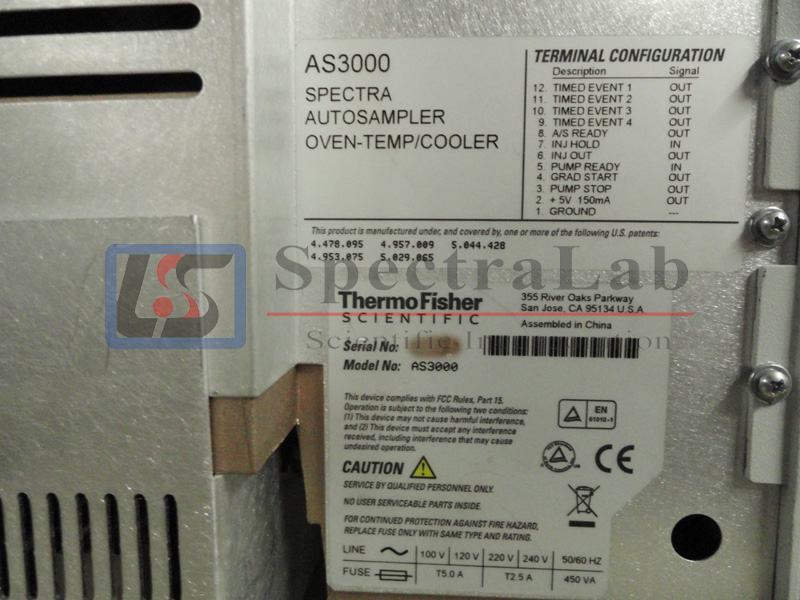 AS3000
SPECTRA
AUTOSAMPLER
OVEN-TEMP/COOLER
TERMINAL CONFIGURATION
Description Signal
12. TIMED EVENT 1 OUT
11. TIMED EVENT 2 OUT
10. TIMED EVENT 3 OUT
9. TIMED EVENT 4 OUT
8. A/S READY OUT
7. INJ HOLD IN
6. INJ OUT OUT
5. PUMP READY IN
4. GRAD START OUT
3. PUMP STOP OUT
2. + 5V 150mA OUT
1. GROUND ---
This product is manufactured under, and covered by, one or more of the following U.S. patents:
4.478.095 4.957.009 5.044.428
4.953.075 5.029.065
LS SpectraLab
Scientific
ThermoFisher
SCIENTIFIC
355 River Oaks Parkway
San Jose, CA 95134 U.S.A.
Assembled in China
Serial No:
Model No: AS3000
This device complies with FCC Rules, Part 15.
Operation is subject to the following two conditions:
(1) This device may not cause harmful interference,
and (2) This device must accept any interference
received, including interference that may cause
undesired operation.
EN
61010-1
CE
CAUTION
SERVICE BY QUALIFIED PERSONNEL ONLY.
NO USER SERVICEABLE PARTS INSIDE.
FOR CONTINUED PROTECTION AGAINST FIRE HAZARD,
REPLACE FUSE ONLY WITH SAME TYPE AND RATING.
LINE 100 V 120 V 220 V 240 V 50/60 HZ
FUSE T5.0 A T2.5 A 450 VA